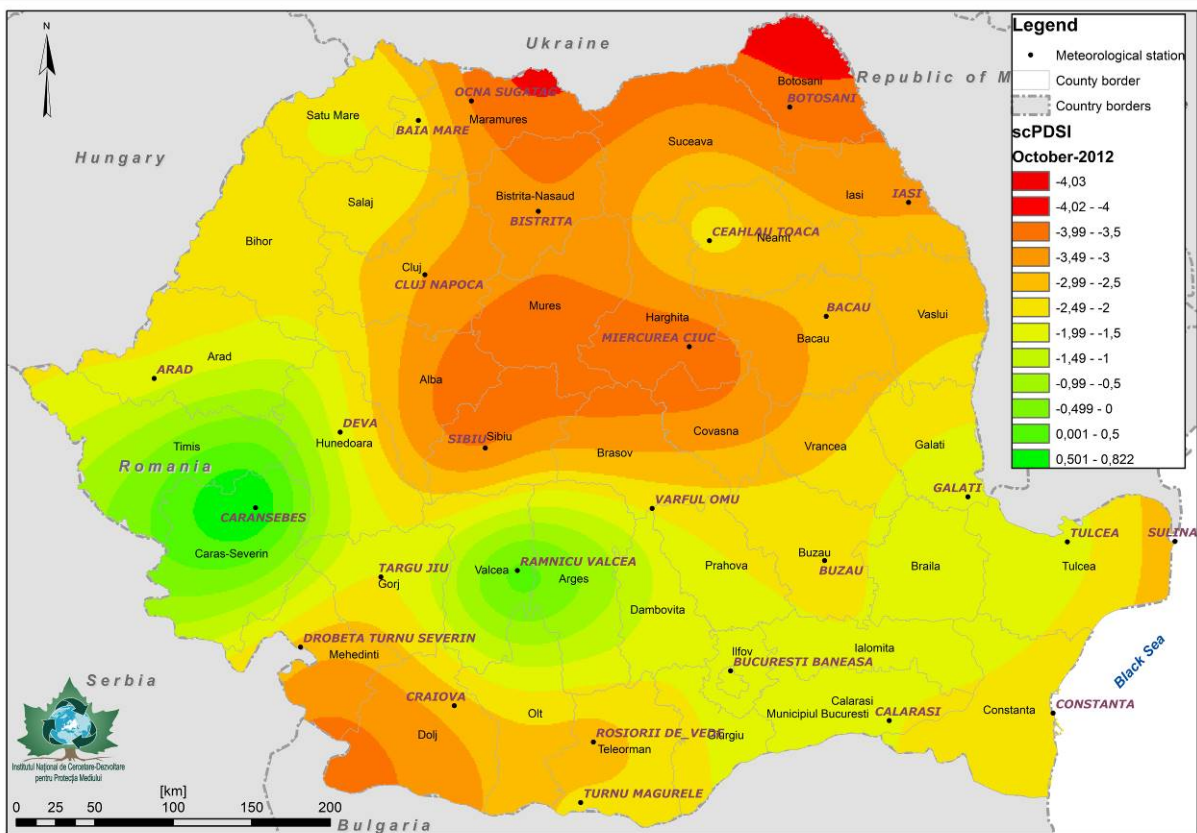 N
Ukraine
Republic of M
Hungary
Romania
Serbia
Bulgaria
Black Sea
Satu Mare
BAIA MARE
OCNA SUGATAG
Maramures
Botosani
BOTOSANI
Suceava
Salaj
Bistrita-Nasaud
BISTRITA
Iasi
IASI
Bihor
CEAHLAU TOACA
Neamt
Cluj
CLUJ NAPOCA
Mures
Harghita
MIERCUREA CIUC
BACAU
Bacau
Vaslui
Arad
ARAD
Alba
DEVA
Hunedoara
Timis
SIBIU
Sibiu
Brasov
Covasna
Vrancea
Galati
GALATI
CARANSEBES
Caras-Severin
VARFUL OMU
TARGU JIU
Gorj
Valcea
RAMNICU VALCEA
Arges
Prahova
Buzau
BUZAU
Braila
TULCEA
Tulcea
SULINA
Dambovita
DROBETA TURNU SEVERIN
Mehedinti
Ilfov
BUCURESTI BANEASA
Ialomita
CRAIOVA
Dolj
Olt
Calarasi
Municipiul Bucuresti
CALARASI
Constanta
CONSTANTA
ROSIORII DE_VEDE
Teleorman
Giurgiu
TURNU MAGURELE
Legend
Meteorological station
County border
Country borders
scPDSI
October-2012
-4,03
-4,02 - -4
-3,99 - -3,5
-3,49 - -3
-2,99 - -2,5
-2,49 - -2
-1,99 - -1,5
-1,49 - -1
-0,99 - -0,5
-0,499 - 0
0,001 - 0,5
0,501 - 0,822
Institutul Național de Cercetare-Dezvoltare
pentru Protecția Mediului
[km]
0 25 50 100 150 200